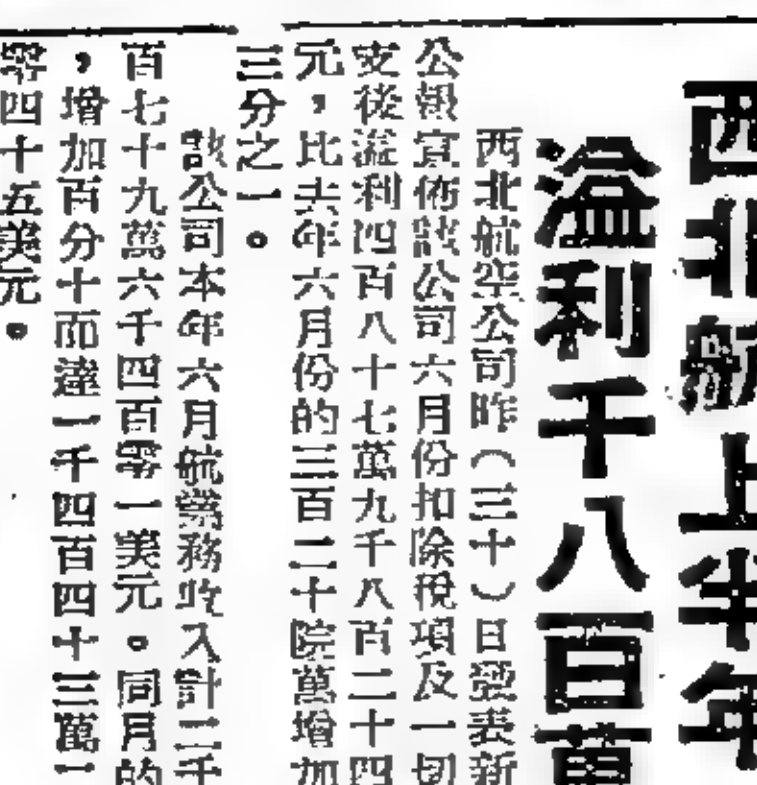 西北航上半年
溢利千八百萬
西北航空公司昨(三十)日發表新
公報宣佈該公司六月份扣除稅項及一切
支後溢利四百八十七萬九千八百二十四
元,比去年六月份的三百二十院萬增加
三分之一。
該公司本年六月航業務收入計二千
百七十九萬六千四百零一美元。同月的
,增加百分十而達一千四百四十三萬一
零四十五美元。